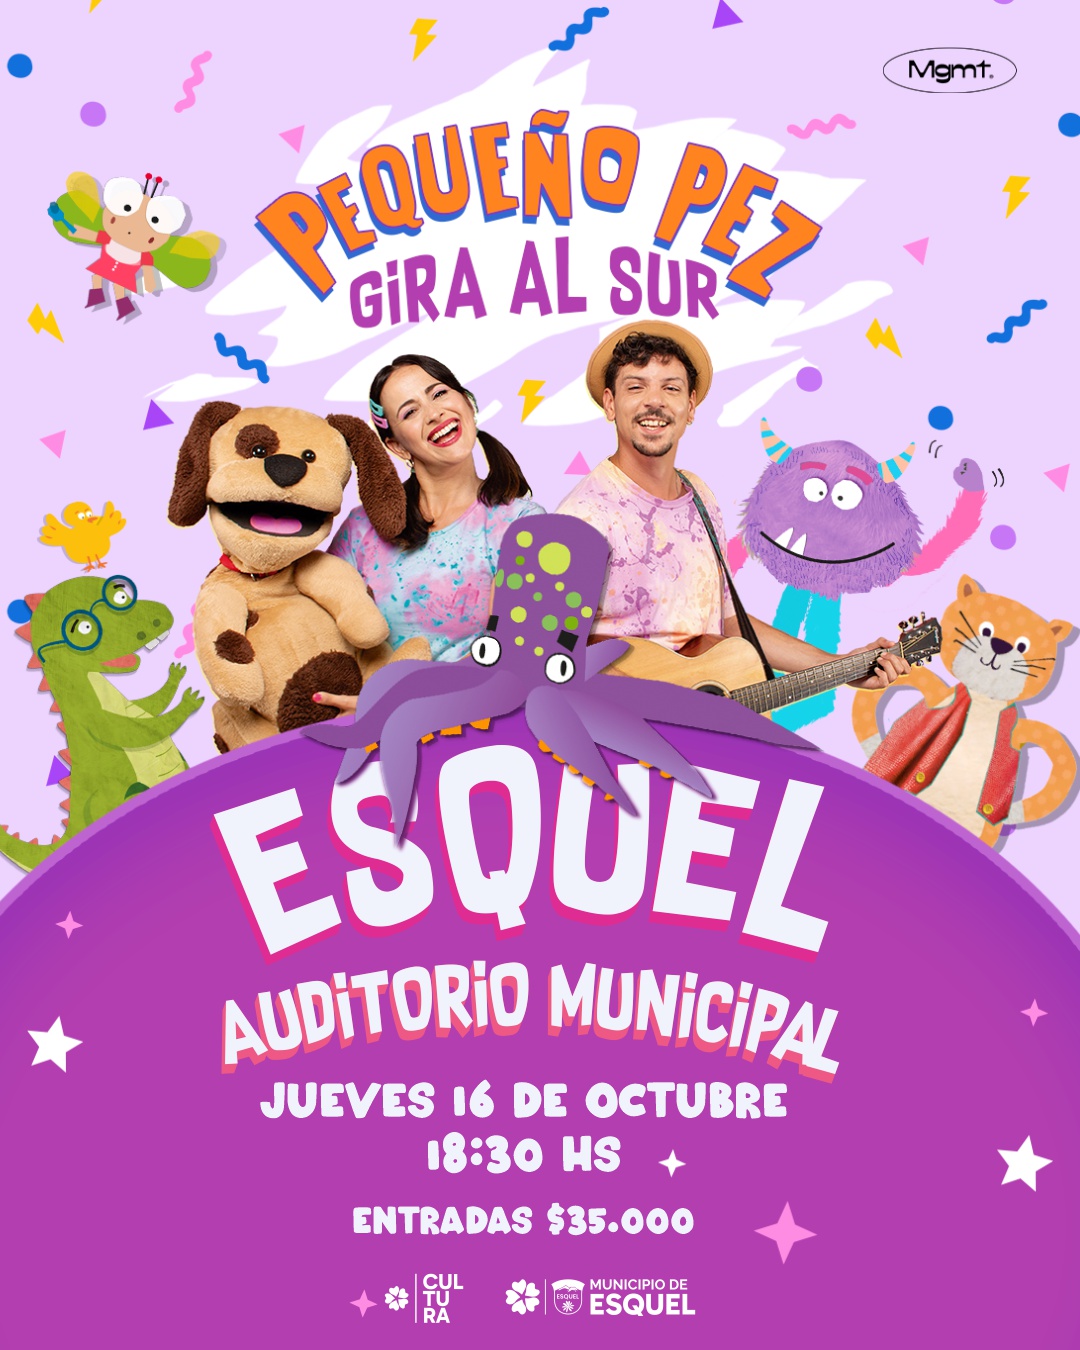 Mgmt.
PEQUEÑO PEZ
GiRA AL SUR
ESQUEL
AUDiTORiO MUNiCiPAL
JUEVES 16 DE OCTUBRE
18:30 HS
ENTRADAS $35.000
CUL
TU
RA
ESQUEL
MUNICIPIO DE
ESQUEL